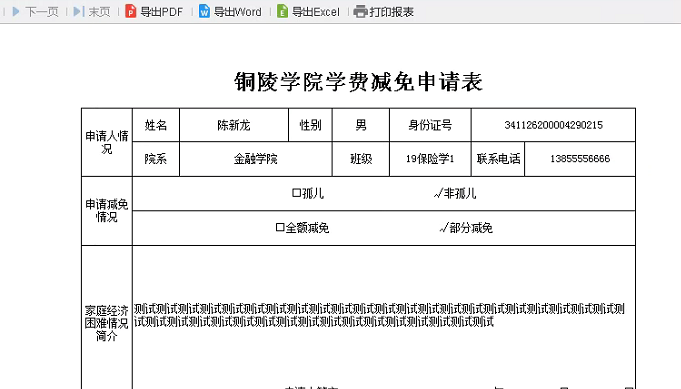 下一页 末页 导出PDF 导出Word 导出Excel 打印报表
铜陵学院学费减免申请表
申请人情况 姓名 陈新龙 性别 男 身份证号 341126200004290215
院系 金融学院 班级 19保险学1 联系电话 13855556666
申请减免情况 □孤儿 √非孤儿
□全额减免 √部分减免
家庭经济困难情况简介
测试测试测试测试测试测试测试测试测试测试测试测试测试测试测试测试测试测试测试测试测试测试测
试测试测试测试测试测试测试测试测试测试测试测试测试测试测试测试测试